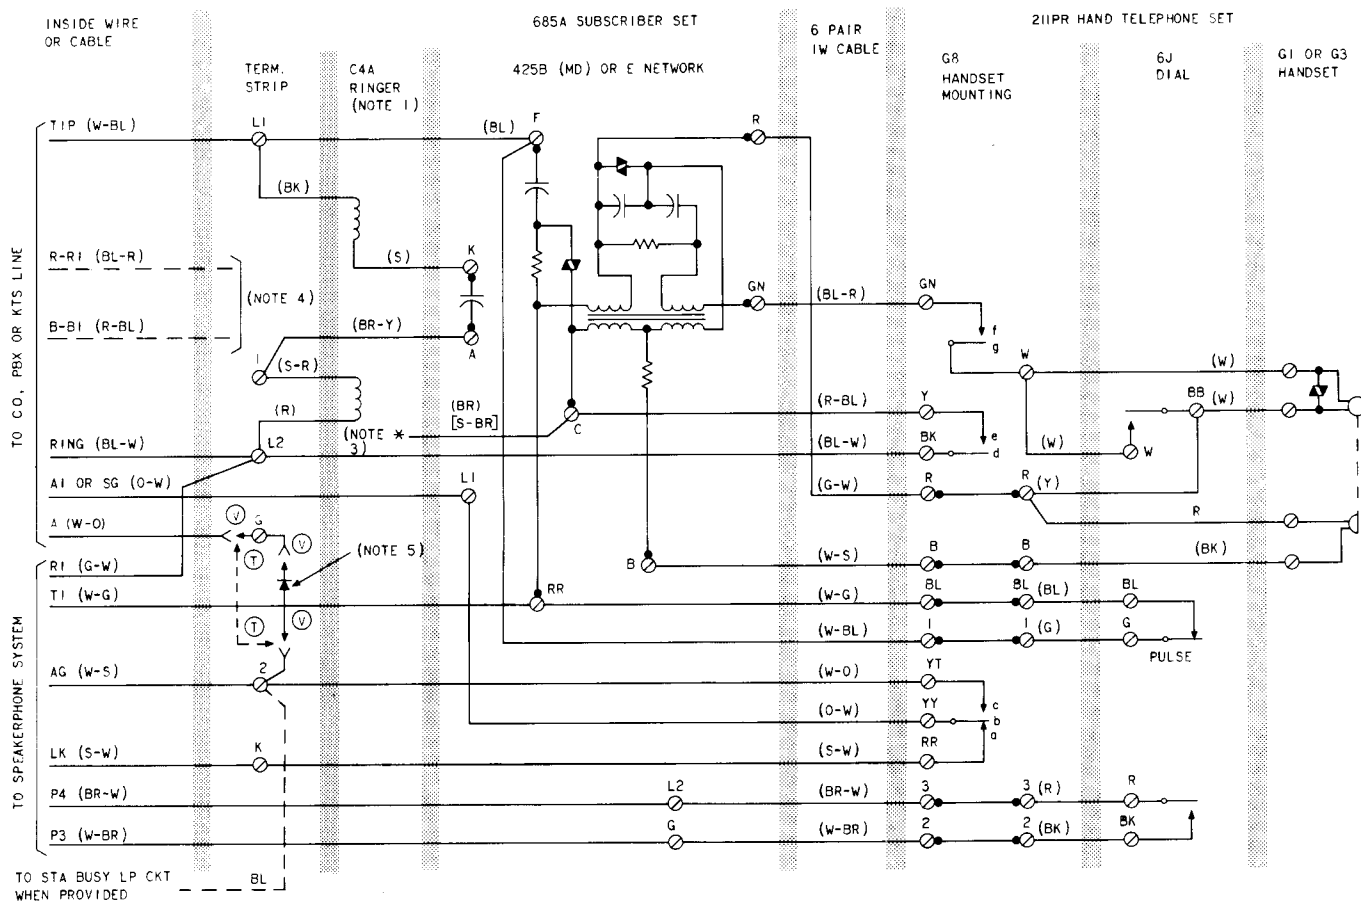 INSIDE WIRE
OR CABLE
685A SUBSCRIBER SET
6 PAIR
IW CABLE
211PR HAND TELEPHONE SET
TERM.
STRIP
C4A
RINGER
(NOTE 1)
425B (MD) OR E NETWORK
G8
HANDSET
MOUNTING
6J
DIAL
G1 OR G3
HANDSET
TO CO, PBX OR KTS LINE
TIP (W-BL)
L1
(BL)
F
R
(BK)
(S)
K
R-R1 (BL-R)
(NOTE 4)
B-B1 (R-BL)
(BR-Y)
A
GN
(BL-R)
GN
f
g
W
(W)
1
(S-R)
(R)
(BR)
[S-BR]
C
(R-BL)
Y
BB
(W)
(NOTE *
3)
e
d
RING (BL-W)
L2
(BL-W)
BK
(W)
W
A1 OR SG (O-W)
L1
(G-W)
R
R
(Y)
R
A (W-O)
V
G
V
T
(NOTE 5)
R1 (G-W)
B
(W-S)
B
B
(BK)
TO SPEAKERPHONE SYSTEM
T1 (W-G)
RR
(W-G)
BL
BL
(BL)
BL
T
V
(W-BL)
1
1
(G)
G
PULSE
AG (W-S)
2
(W-O)
YT
(O-W)
YY
c
b
a
LK (S-W)
K
(S-W)
RR
P4 (BR-W)
L2
(BR-W)
3
3
(R)
R
P3 (W-BR)
G
(W-BR)
2
2
(BK)
BK
TO STA BUSY LP CKT
WHEN PROVIDED
BL